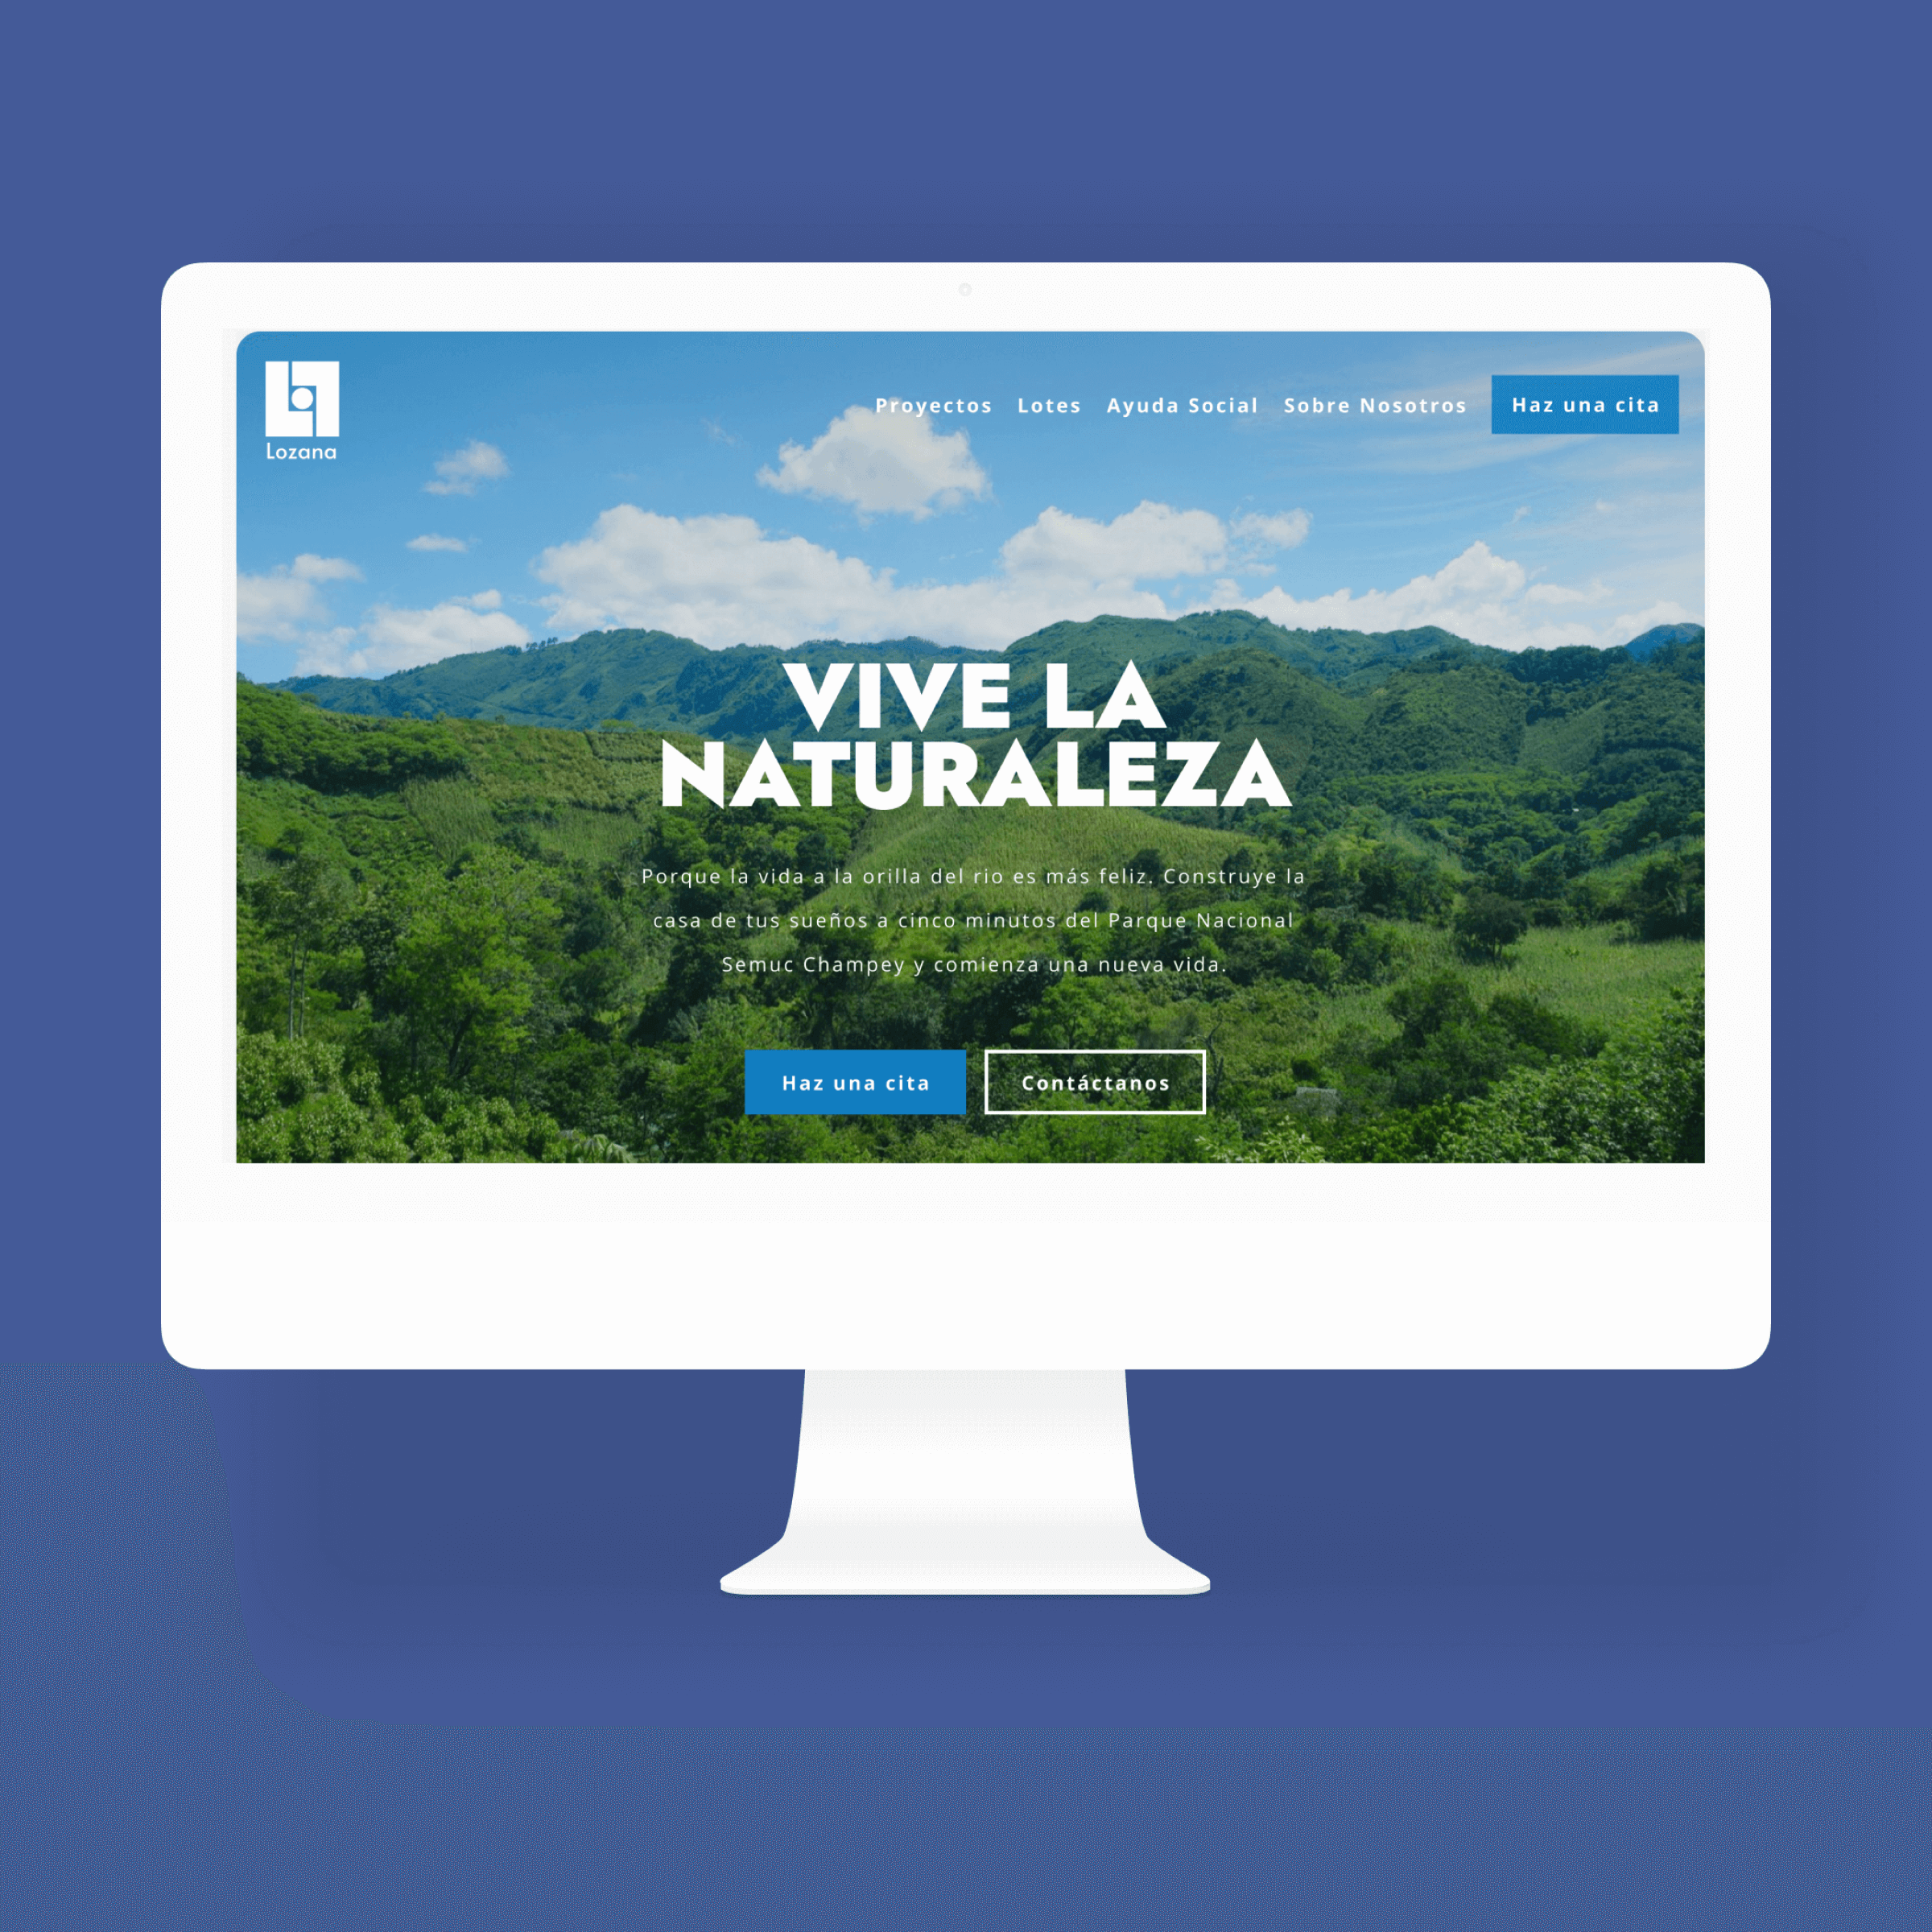 Lozana
Proyectos Lotes Ayuda Social Sobre Nosotros Haz una cita
VIVE LA
NATURALEZA
Porque la vida a la orilla del rio es más feliz. Construye la
casa de tus sueños a cinco minutos del Parque Nacional
Semuc Champey y comienza una nueva vida.
Haz una cita Contáctanos